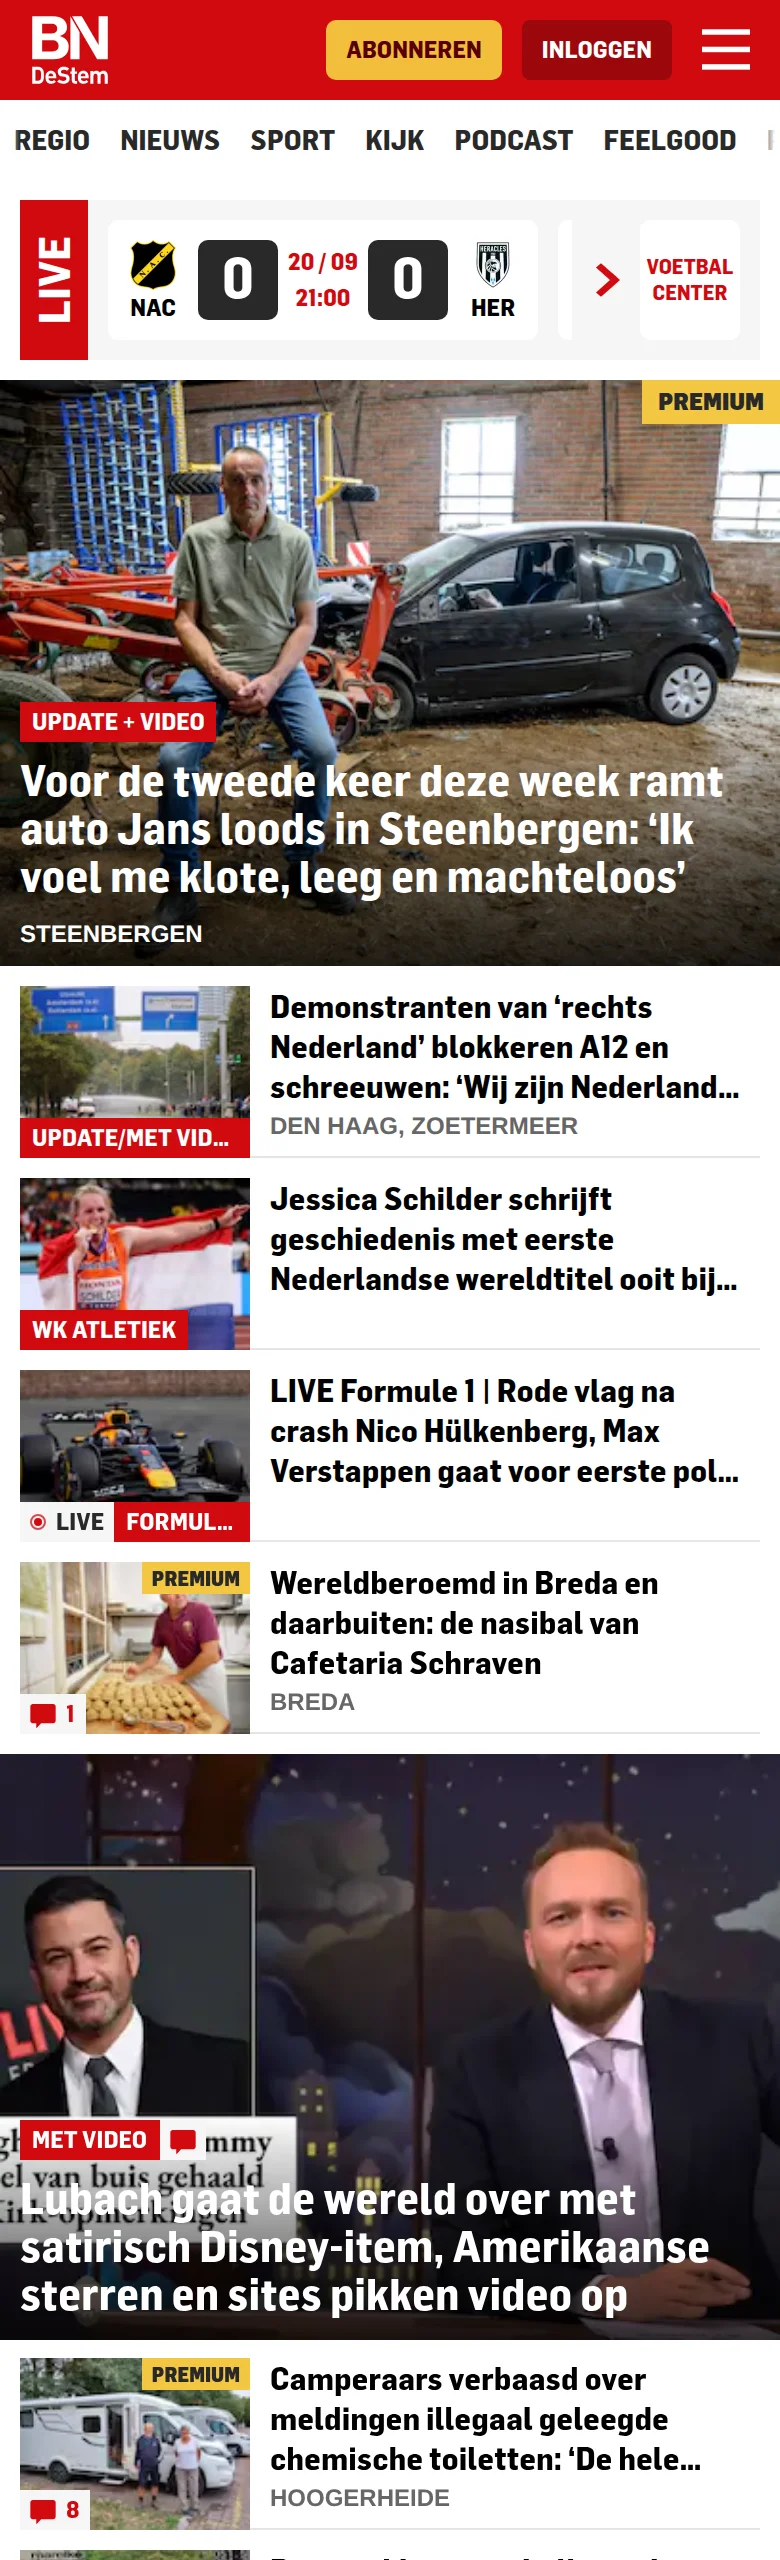 BN
DeStem
ABONNEREN
INLOGGEN
REGIO NIEUWS SPORT KIJK PODCAST FEELGOOD
LIVE
NAC
0
20 / 09
21:00
0
HERACLES
HER
VOETBAL
CENTER
PREMIUM
UPDATE + VIDEO
Voor de tweede keer deze week ramt
auto Jans loods in Steenbergen: ‘Ik
voel me klote, leeg en machteloos’
STEENBERGEN
UPDATE/MET VID...
Demonstranten van ‘rechts
Nederland’ blokkeren A12 en
schreeuwen: ‘Wij zijn Nederland...
DEN HAAG, ZOETERMEER
SCHILDER
WK ATLETIEK
Jessica Schilder schrijft
geschiedenis met eerste
Nederlandse wereldtitel ooit bij...
LIVE
FORMUL...
LIVE Formule 1 | Rode vlag na
crash Nico Hülkenberg, Max
Verstappen gaat voor eerste pol...
PREMIUM
1
Wereldberoemd in Breda en
daarbuiten: de nasibal van
Cafetaria Schraven
BREDA
MET VIDEO
mmy
el van buis gehaald
Lubach gaat de wereld over met
satirisch Disney-item, Amerikaanse
sterren en sites pikken video op
PREMIUM
8
Camperaars verbaasd over
meldingen illegaal geleegde
chemische toiletten: ‘De hele...
HOOGERHEIDE